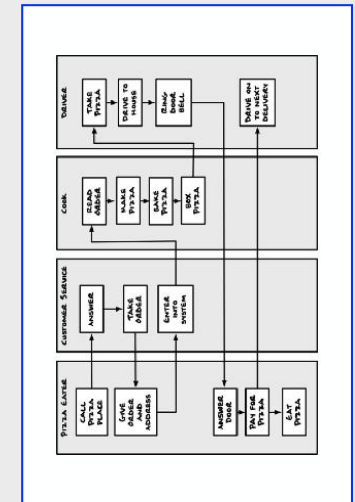 DRIVER
TAKE
PIZZA
DRIVE TO
HOUSE
RING
DOOR
BELL
DRIVE ON
TO NEXT
DELIVERY
COOK
READ
ORDER
MAKE
PIZZA
BAKE
PIZZA
BOX
PIZZA
CUSTOMER SERVICE
ANSWER
TAKE
ORDER
ENTER
INTO
SYSTEM
PIZZA EATER
CALL
PIZZA
PLACE
GIVE
ORDER
AND
ADDRESS
ANSWER
DOOR
PAY FOR
PIZZA
EAT
PIZZA